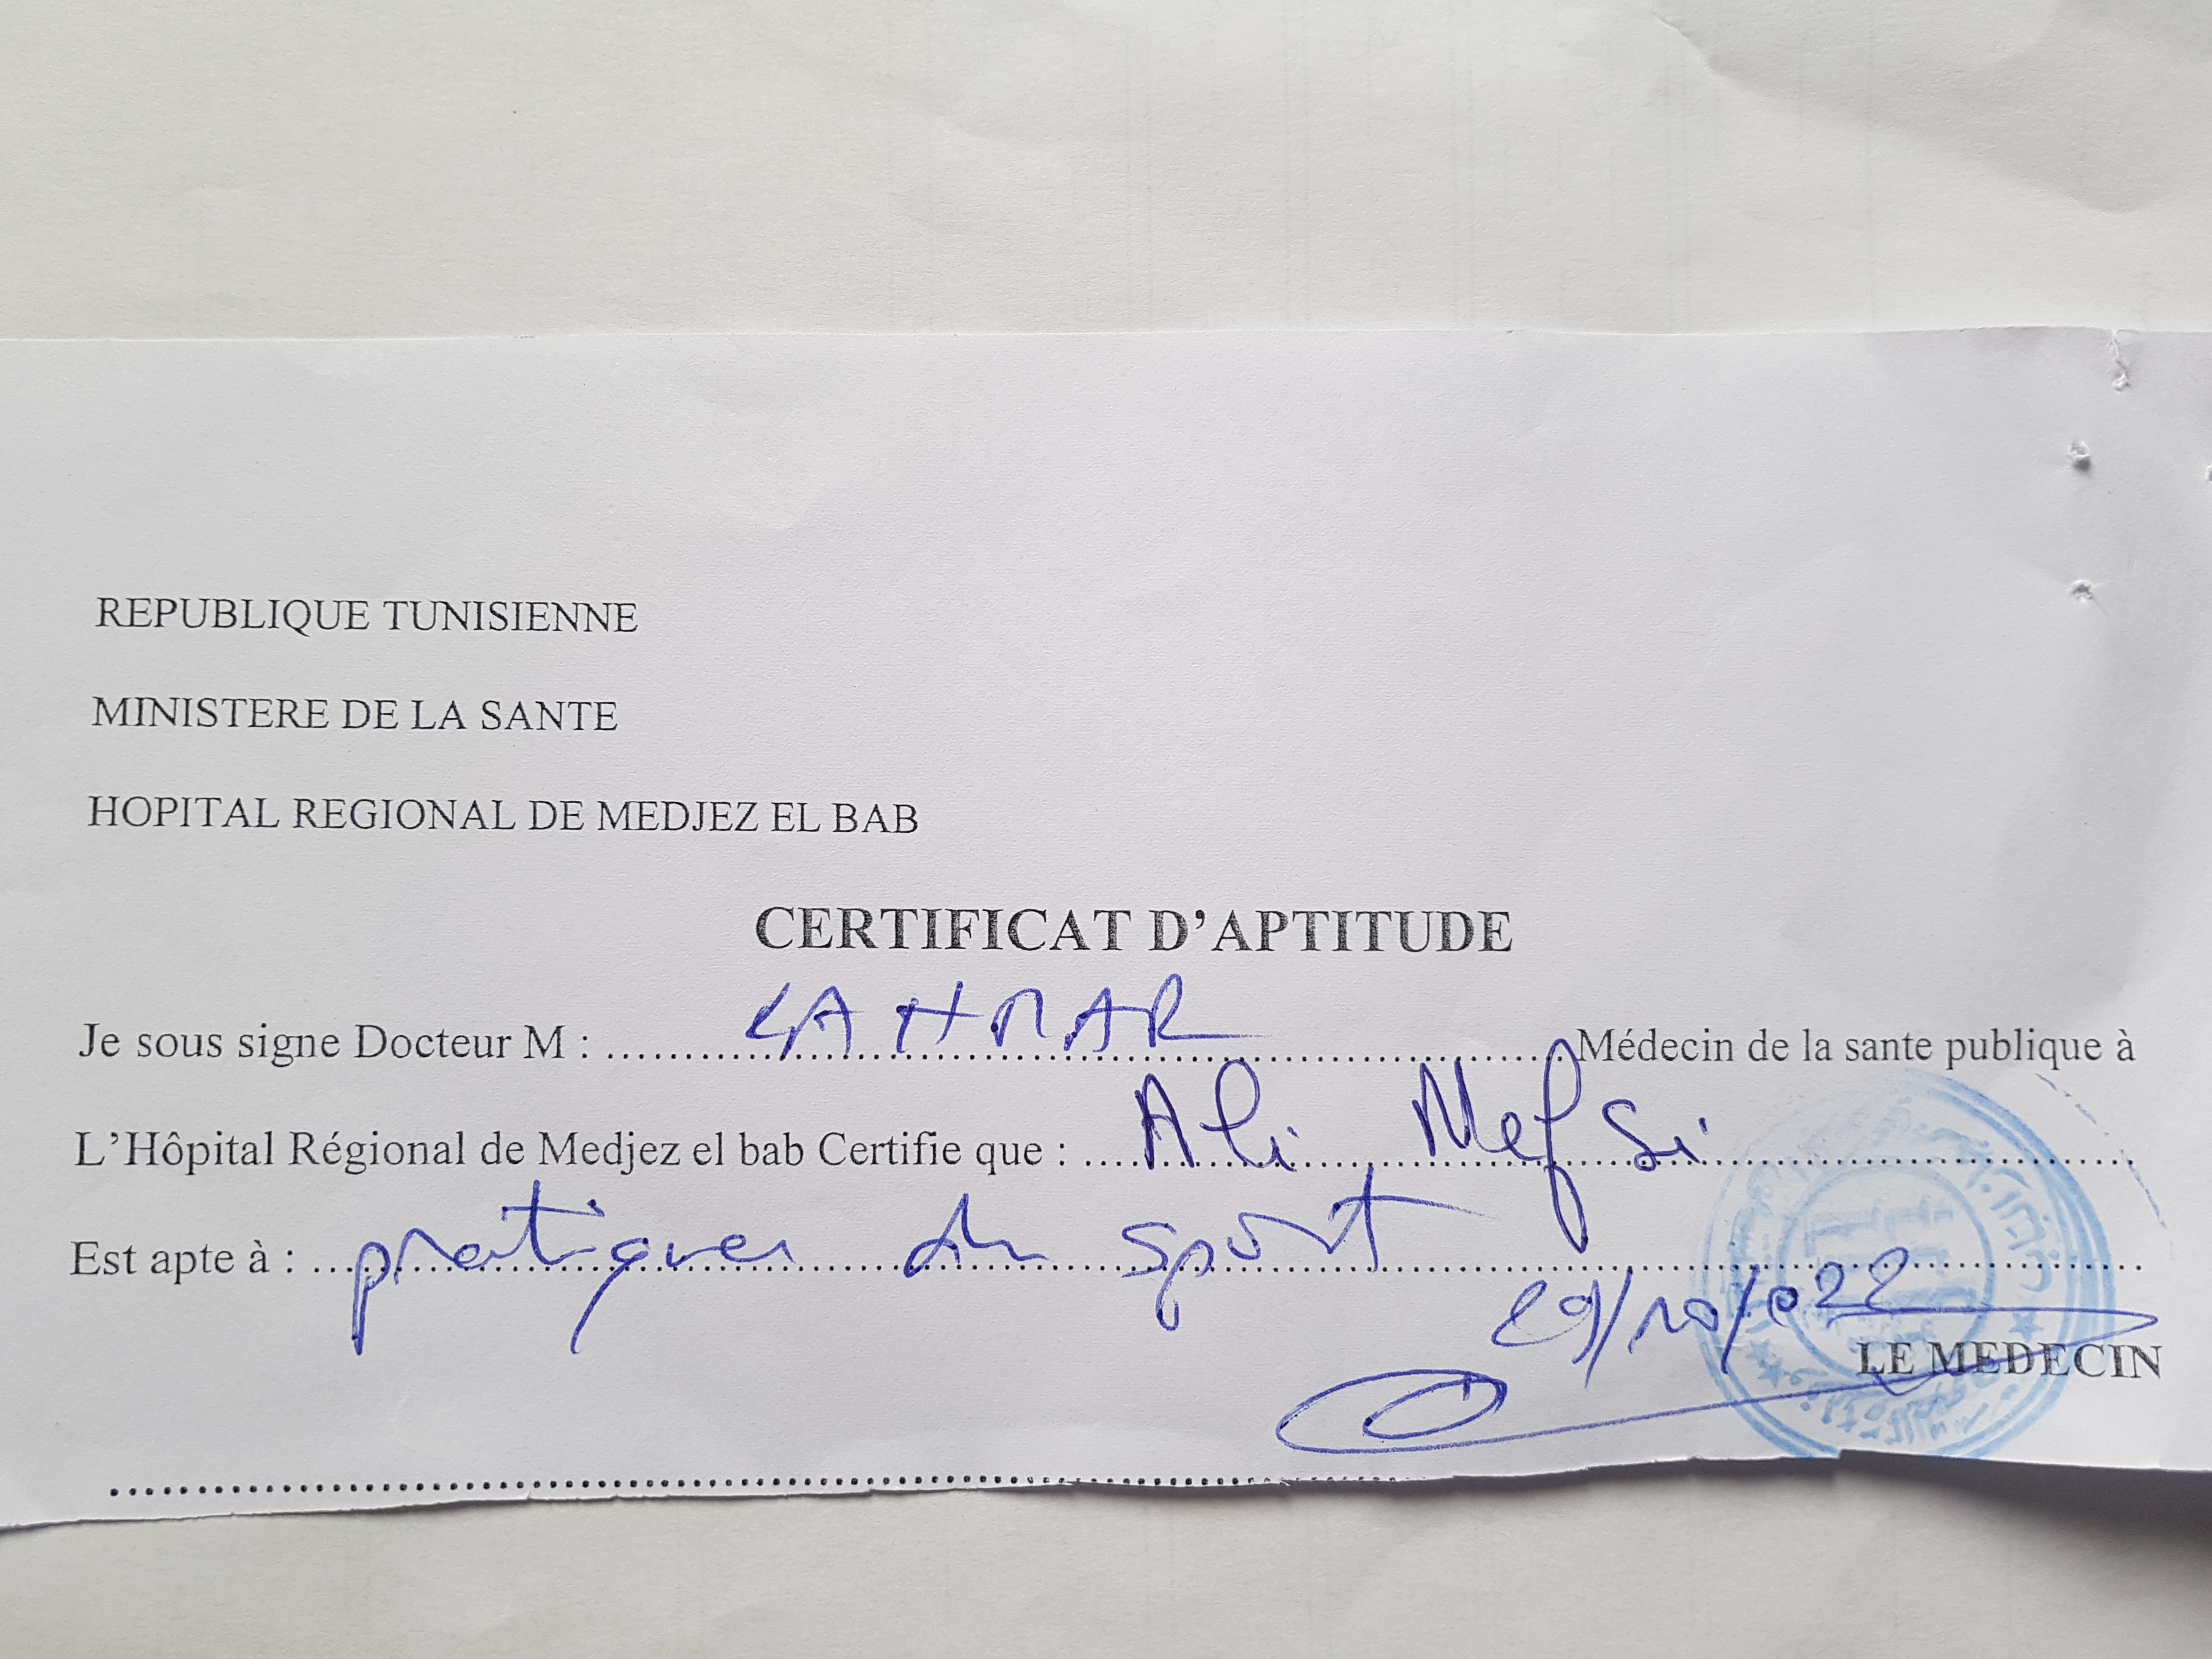 REPUBLIQUE TUNISIENNE
MINISTERE DE LA SANTE
HOPITAL REGIONAL DE MEDJEZ EL BAB
CERTIFICAT D’APTITUDE
Je sous signe Docteur M : LAHMAR Médecin de la sante publique à
L’Hôpital Régional de Medjez el bab Certifie que : Ali Mefsi
Est apte à : pratiquer du sport
29/10/2022
LE MEDECIN